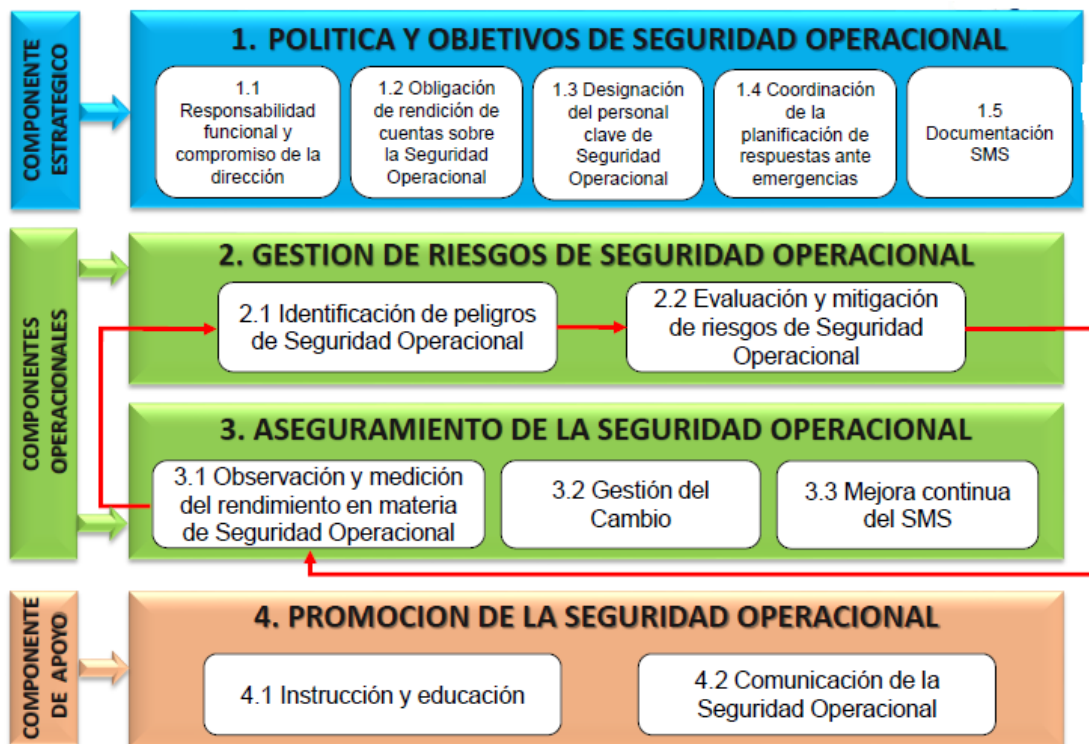 COMPONENTE
ESTRATEGICO
1. POLITICA Y OBJETIVOS DE SEGURIDAD OPERACIONAL
1.1
Responsabilidad
funcional y
compromiso de la
dirección
1.2 Obligación
de rendición de
cuentas sobre
la Seguridad
Operacional
1.3 Designación
del personal
clave de
Seguridad
Operacional
1.4 Coordinación
de la
planificación de
respuestas ante
emergencias
1.5
Documentación
SMS
COMPONENTES
OPERACIONALES
2. GESTION DE RIESGOS DE SEGURIDAD OPERACIONAL
2.1 Identificación de peligros
de Seguridad Operacional
2.2 Evaluación y mitigación
de riesgos de Seguridad
Operacional
3. ASEGURAMIENTO DE LA SEGURIDAD OPERACIONAL
3.1 Observación y medición
del rendimiento en materia
de Seguridad Operacional
3.2 Gestión del
Cambio
3.3 Mejora continua
del SMS
COMPONENTE
DE APOYO
4. PROMOCION DE LA SEGURIDAD OPERACIONAL
4.1 Instrucción y educación
4.2 Comunicación de la
Seguridad Operacional